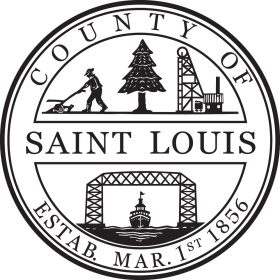 COUNTY OF
SAINT LOUIS
ESTAB. MAR. 1ST 1856